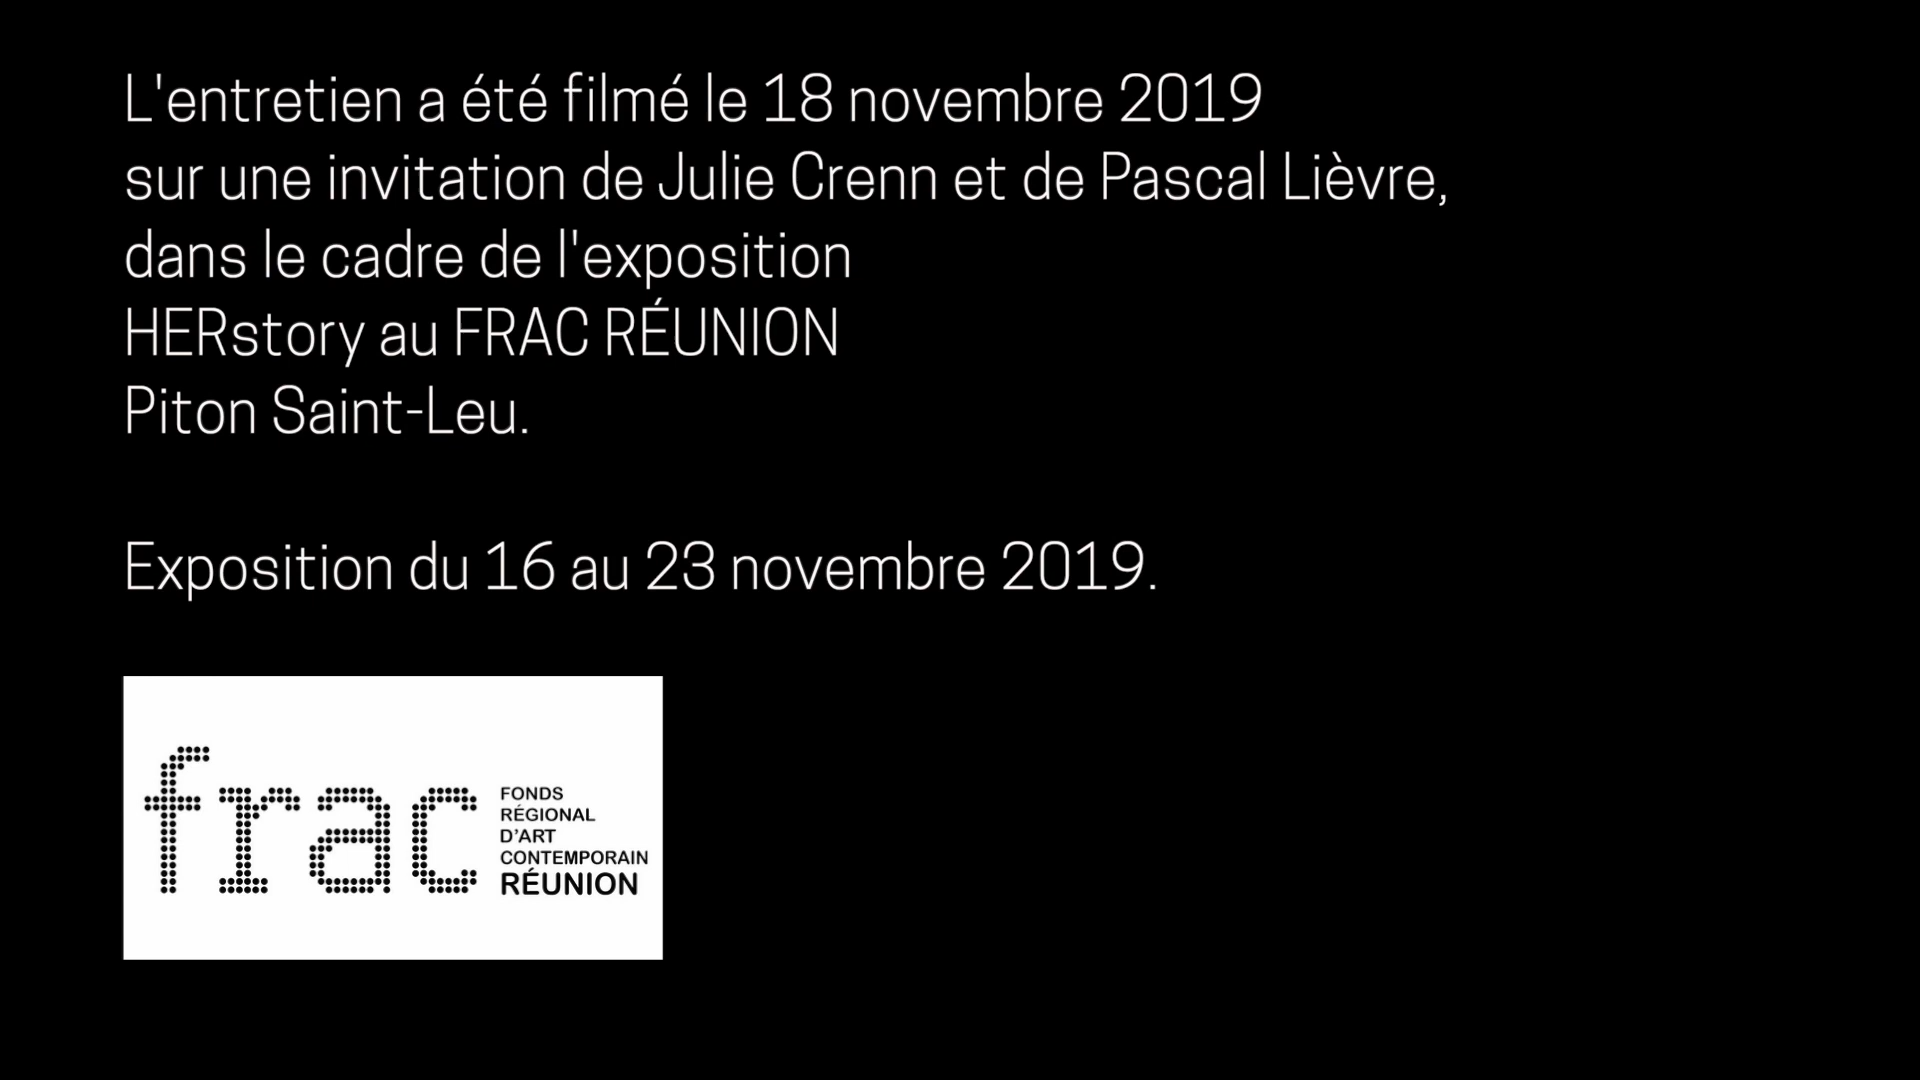 L'entretien a été filmé le 18 novembre 2019
sur une invitation de Julie Crenn et de Pascal Lièvre,
dans le cadre de l'exposition
HERstory au FRAC RÉUNION
Piton Saint-Leu.
Exposition du 16 au 23 novembre 2019.
frac
FONDS
RÉGIONAL
D'ART
CONTEMPORAIN
RÉUNION